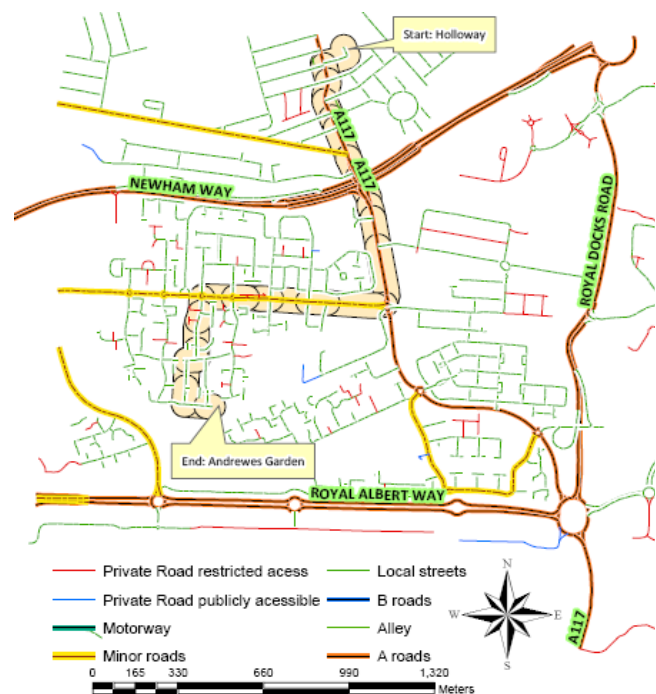 Start: Holloway
A117
A117
NEWHAM WAY
ROYAL DOCKS ROAD
End: Andrewes Garden
ROYAL ALBERT WAY
A117
Private Road restricted acess
Private Road publicly acessible
Motorway
Minor roads
Local streets
B roads
Alley
A roads
N
W
E
S
0 165 330 660 990 1,320
Meters